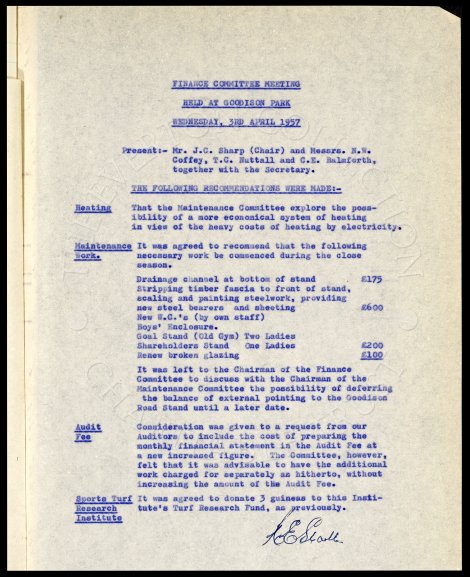 FINANCE COMMITTEE MEETING
HELD AT GOODISON PARK
WEDNESDAY, 3RD APRIL 1957
Present:- Mr. J.C. Sharp (Chair) and Messrs. N.W.
Coffey, T.C. Nuttall and C.E. Balmforth,
together with the Secretary.
THE FOLLOWING RECOMMENDATIONS WERE MADE:-
Heating That the Maintenance Committee explore the poss-
ibility of a more economical system of heating
in view of the heavy costs of heating by electricity.
Maintenance It was agreed to recommend that the following
Work. necessary work be commenced during the close
season.
Drainage channel at bottom of stand £175
Stripping timber fascia to front of stand,
scaling and painting steelwork, providing
new steel bearers and sheeting £600
New W.C.'s (by own staff)
Boys' Enclosure.
Goal Stand (Old Gym) Two Ladies
Shareholders Stand One Ladies £200
Renew broken glazing £100
It was left to the Chairman of the Finance
Committee to discuss with the Chairman of the
Maintenance Committee the possibility of deferring
the balance of external pointing to the Goodison
Road Stand until a later date.
Audit Consideration was given to a request from our
Fee Auditors to include the cost of preparing the
monthly financial statement in the Audit Fee at
a new increased figure. The Committee, however,
felt that it was advisable to have the additional
work charged for separately as hitherto, without
increasing the amount of the Audit Fee.
Sports Turf It was agreed to donate 3 guineas to this Insti-
Research tute's Turf Research Fund, as previously.
Institute